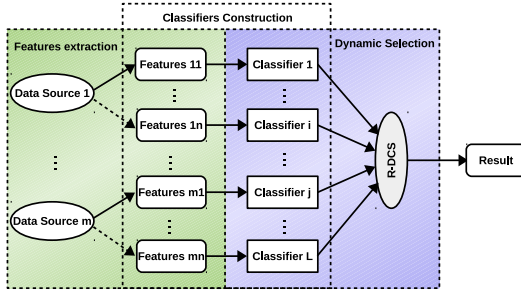 Classifiers Construction
Features extraction
Dynamic Selection
Features 11
Classifier 1
Data Source 1
Features 1n
Classifier i
R-DCS
Result
Features m1
Classifier j
Data Source m
Features mn
Classifier L